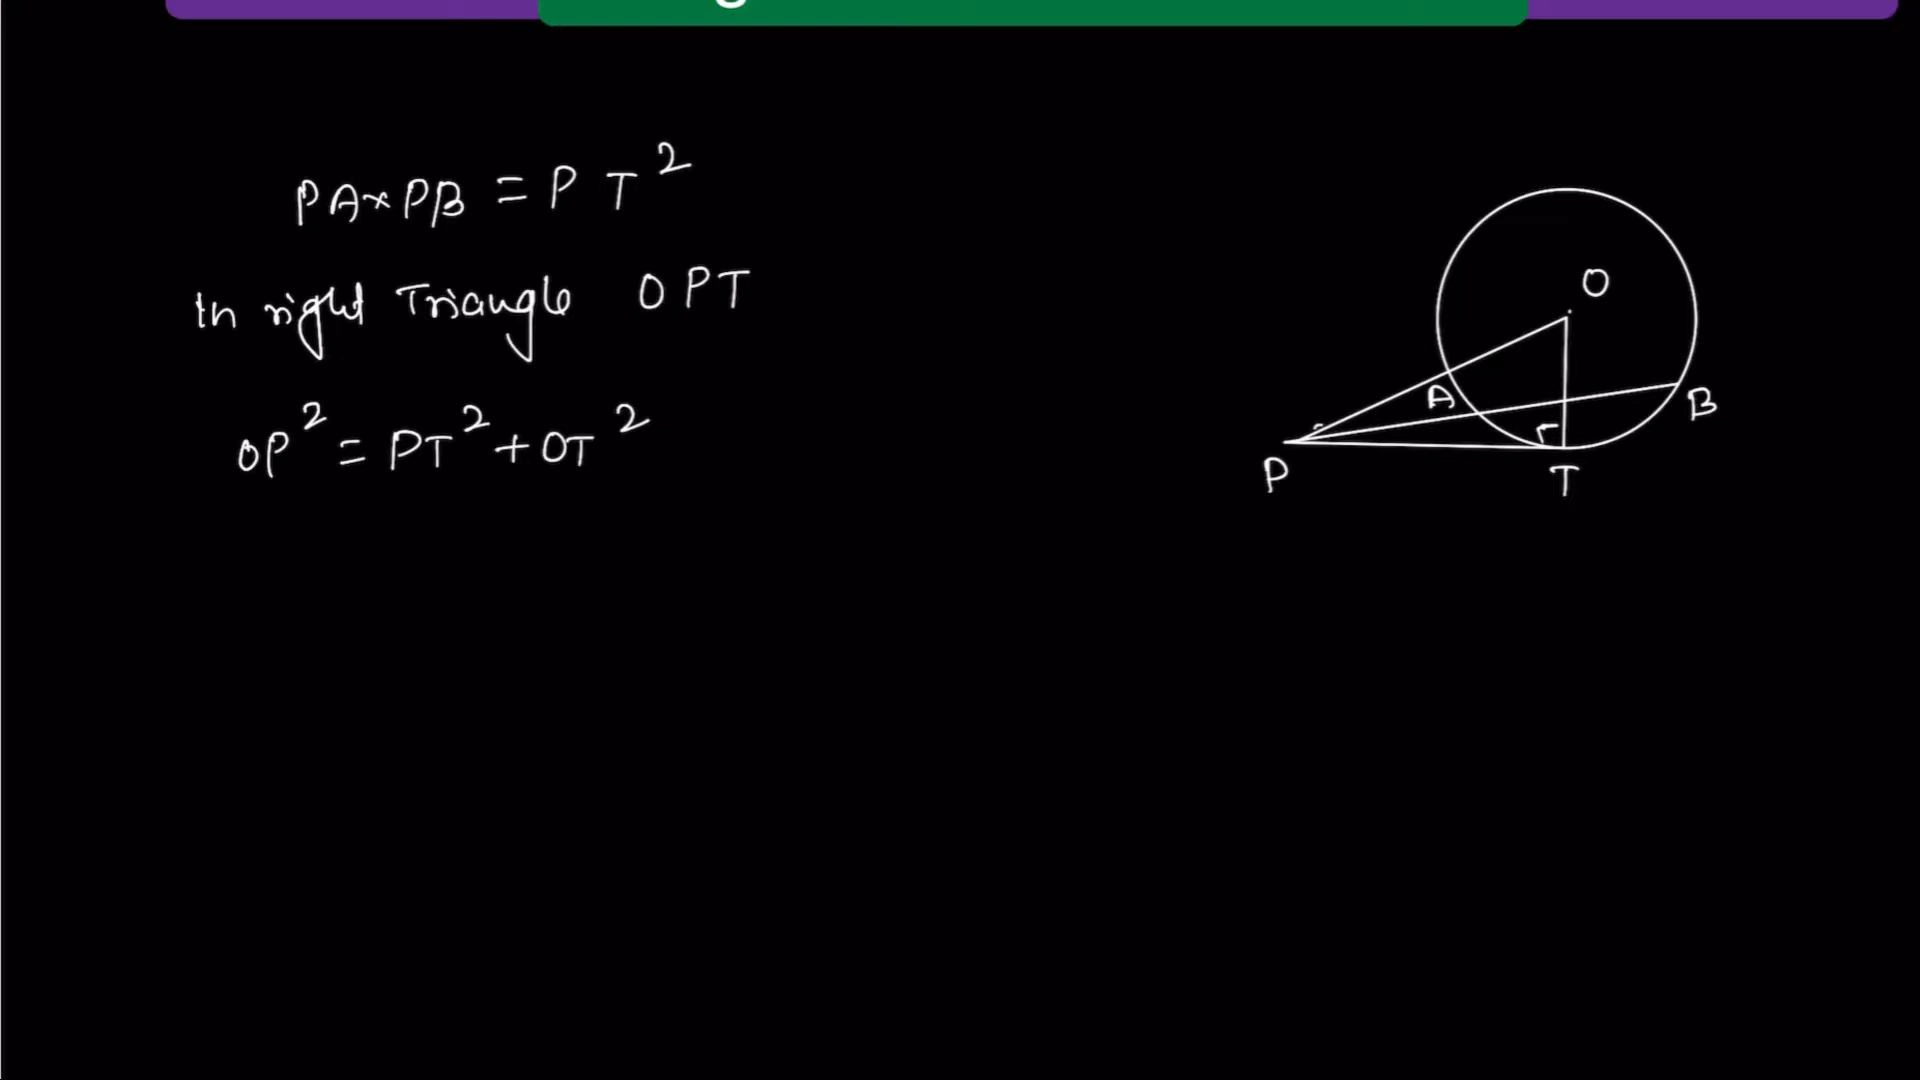 PA×PB = PT²
In right Triangle OPT
OP² = PT² + OT²
O
A
B
P
T